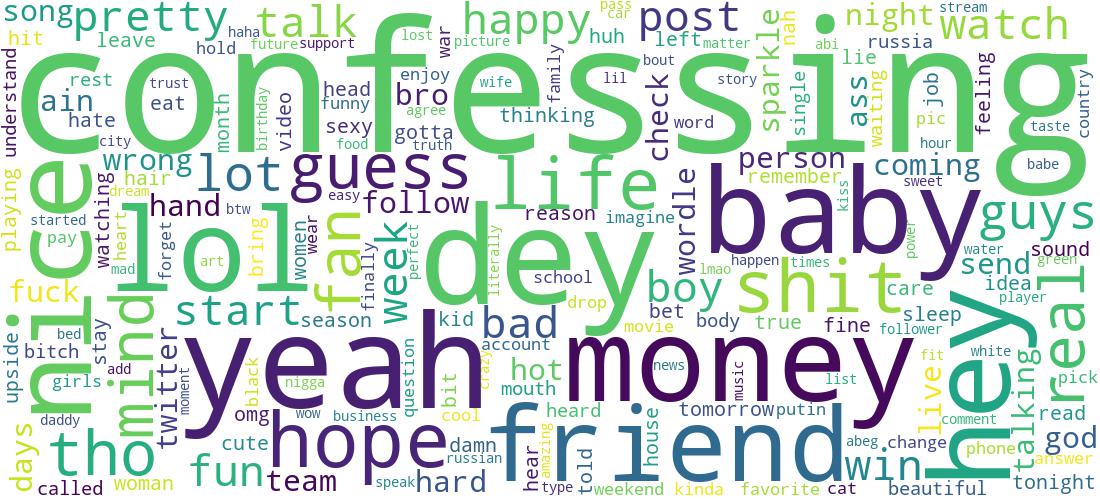 song
pretty
talk
happy
huh
post
sparkle
nah
night
stream
watch
hit
leave
hold
haha
future
support
lost
picture
war
pass
car
left
matter
abi
russia
lie
confessing
understand
rest
ain
hate
trust
eat
city
month
birthday
video
head
funny
sexy
food
enjoy
bro
agree
gotta
truth
wife
thinking
family
lil
bout
story
check
word
single
ass
waiting
pic
job
hour
feeling
taste
country
babe
nice
wrong
hair
dream
lot
guess
easy
follow
life
reason
imagine
wordle
person
remember
baby
kiss
sweet
coming
guys
playing
started
pay
watching
heart
mad
hand
btw
forget
art
lol
bring
women
wear
fan
finally
week
perfect
dey
literally
school
drop
boy
lmao
happen
times
shit
power
care
water
send
idea
player
sound
green
real
fuck
mind
start
season
kid
bad
account
movie
bet
body
true
fine
sleep
follower
hey
upside
bed
bitch
stay
add
girls
daddy
twitter
moment
yeah
black
nigga
question
bit
crazy
cool
hot
mouth
money
news
music
list
live
fit
white
comment
talking
pick
read
days
tho
omg
wow
business
hope
damn
russian
friend
heard
house
tomorrow
putin
abeg
change
win
phone
god
answer
cute
fun
team
speak
hard
hear
amazing
type
told
weekend
kinda
favorite
cat
beautiful
tonight
called
woman